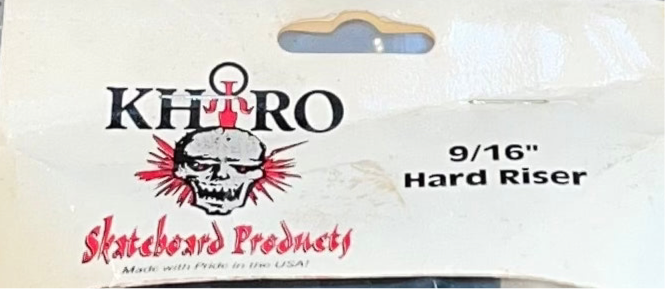 KHIRO
Skateboard Products
Made with Pride in the USA!
9/16"
Hard Riser